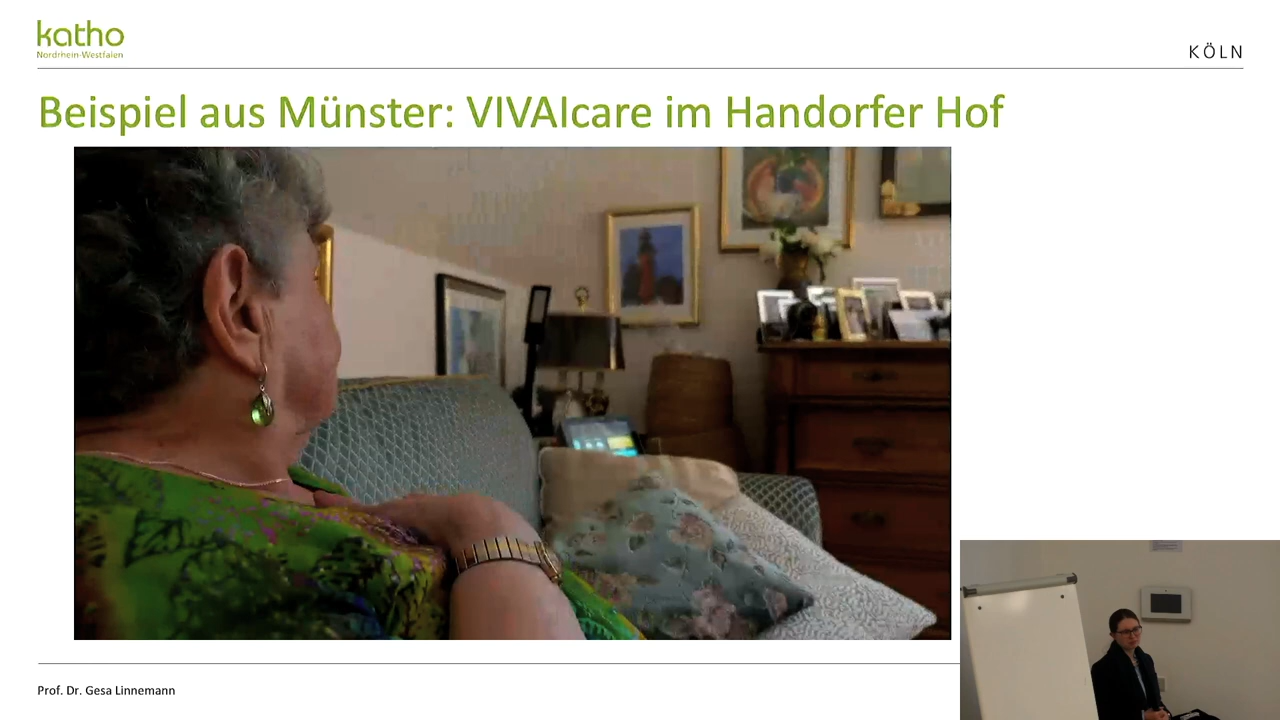 katho
Nordrhein-Westfalen
KÖLN
Beispiel aus Münster: VIVAIcare im Handorfer Hof
Prof. Dr. Gesa Linnemann